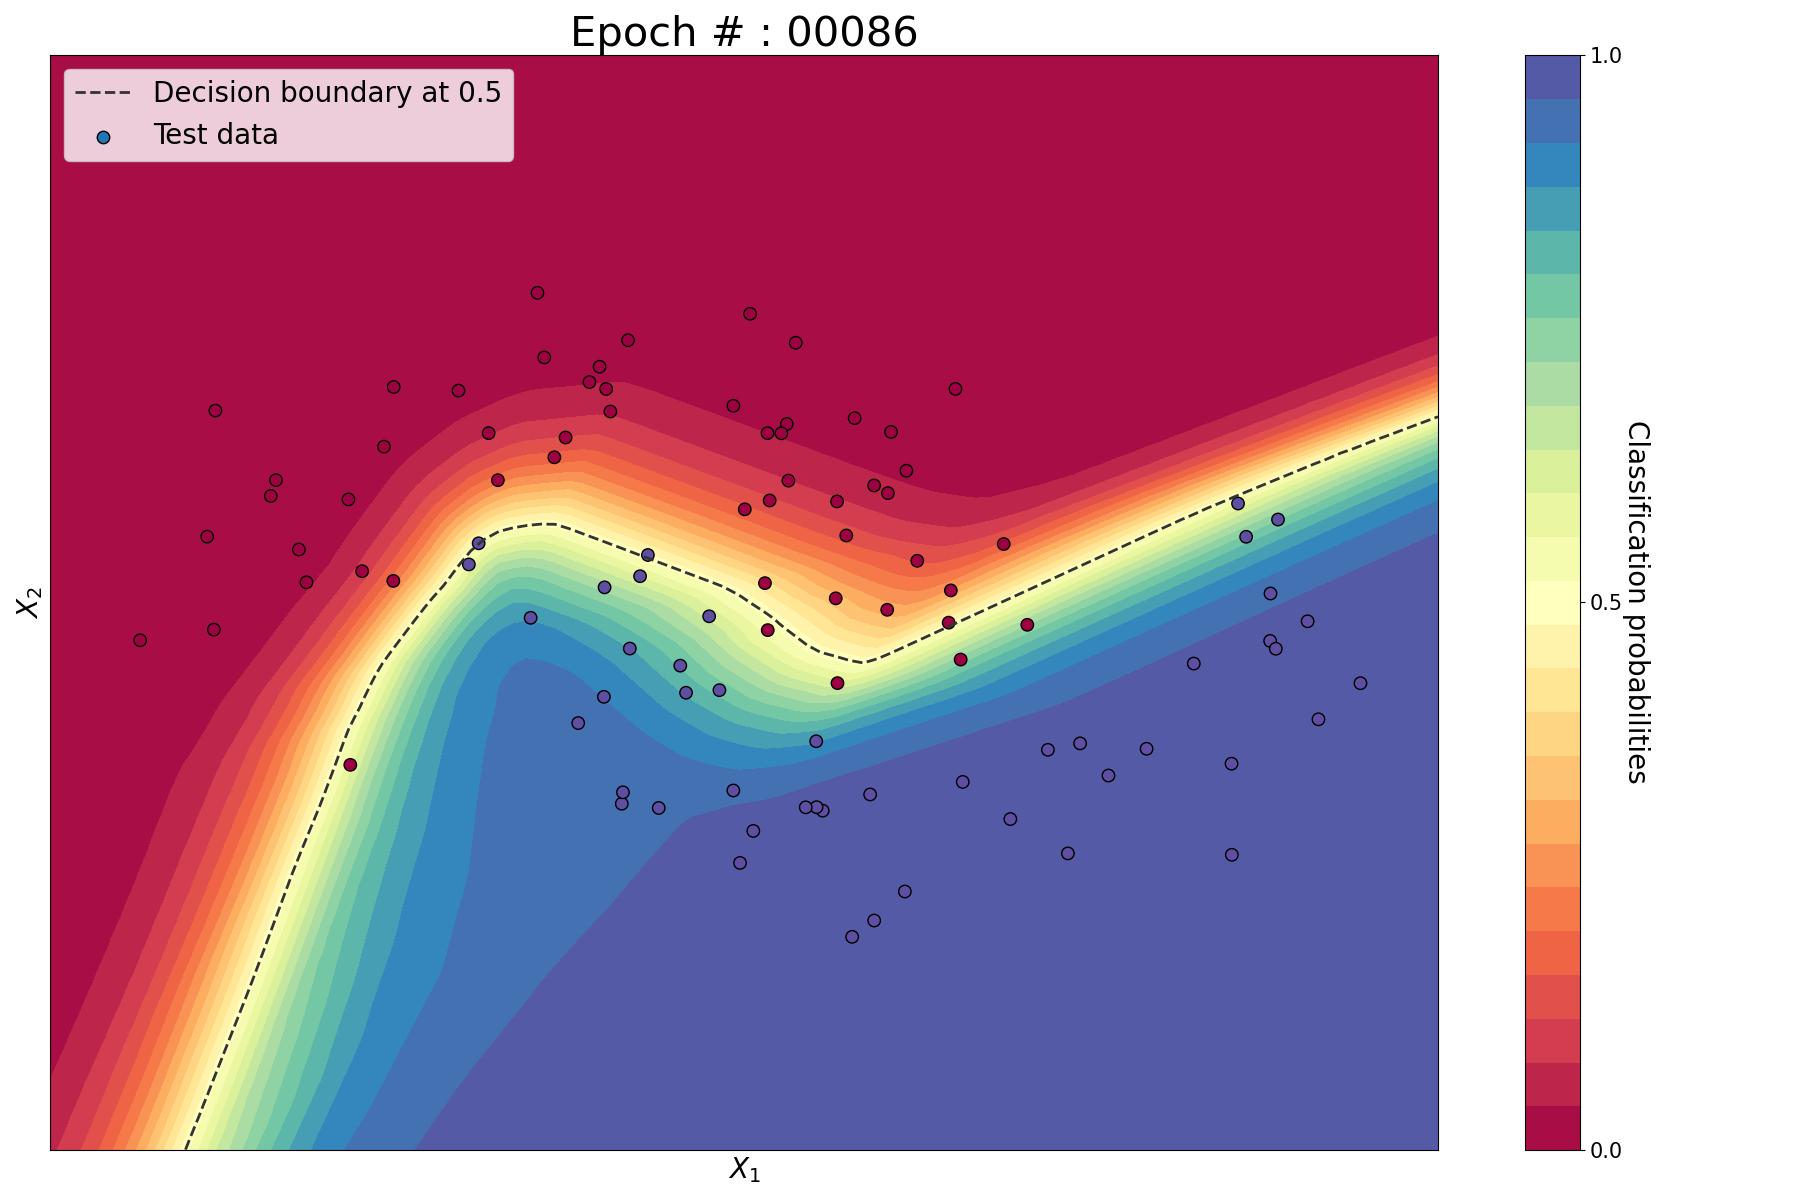 Epoch # : 00086
Decision boundary at 0.5
Test data
X₂
X₁
1.0
0.5
0.0
Classification probabilities